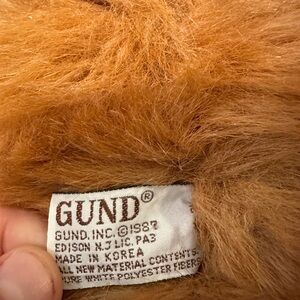 GUND®
GUND, INC. ©1987
EDISON N.J. LIC. PA3
MADE IN KOREA
ALL NEW MATERIAL CONTENTS
PURE WHITE POLYESTER FIBERS